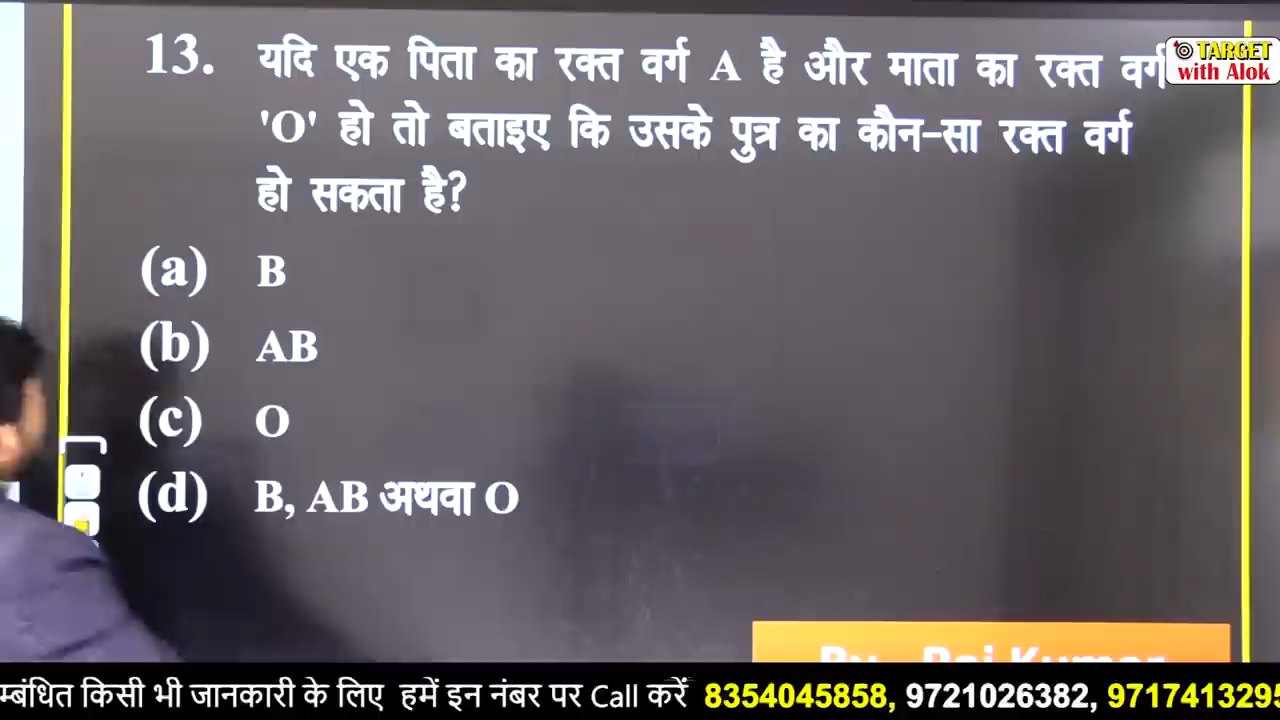 13. यदि एक पिता का रक्त वर्ग A है और माता का रक्त वर्ग
'O' हो तो बताइए कि उसके पुत्र का कौन-सा रक्त वर्ग
हो सकता है?
(a) B
(b) AB
(c) O
(d) B, AB अथवा O
TARGET
with Alok
किसी भी जानकारी के लिए हमें इन नंबर पर Call करें 8354045858, 9721026382, 9717413295